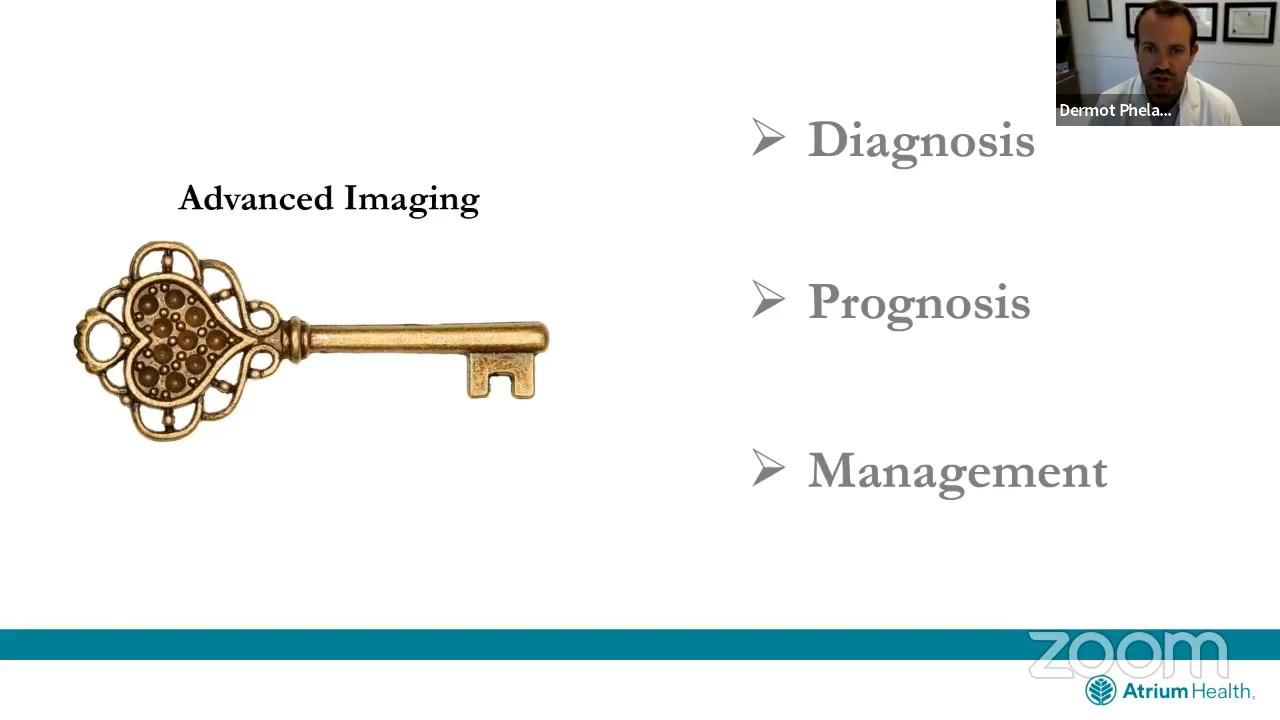 Dermot Phela...
Diagnosis
Advanced Imaging
Prognosis
Management
zoom
Atrium Health